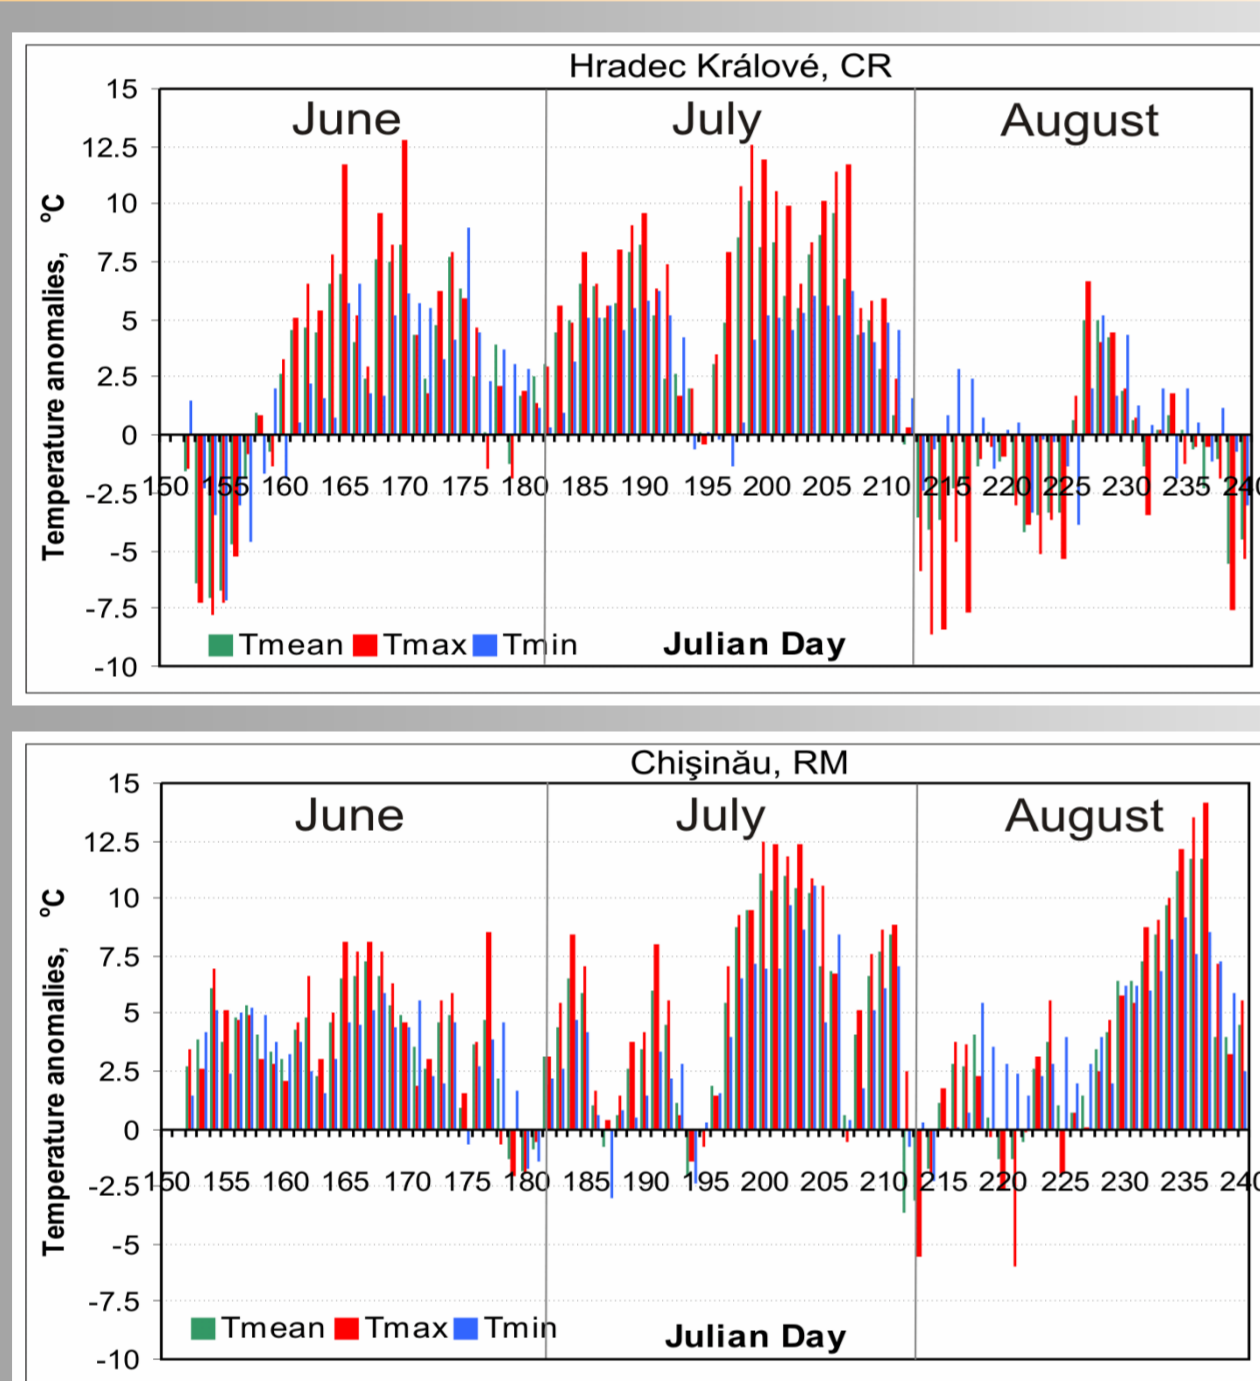 Hradec Králové, CR
June July August
15
12.5
10
7.5
5
2.5
0
-2.5
-5
-7.5
-10
Temperature anomalies, ºC
150 155 160 165 170 175 180 185 190 195 200 205 210 215 220 225 230 235 240
Tmean Tmax Tmin
Julian Day
Chişinău, RM
June July August
15
12.5
10
7.5
5
2.5
0
-2.5
-5
-7.5
-10
Temperature anomalies, ºC
150 155 160 165 170 175 180 185 190 195 200 205 210 215 220 225 230 235 240
Tmean Tmax Tmin
Julian Day